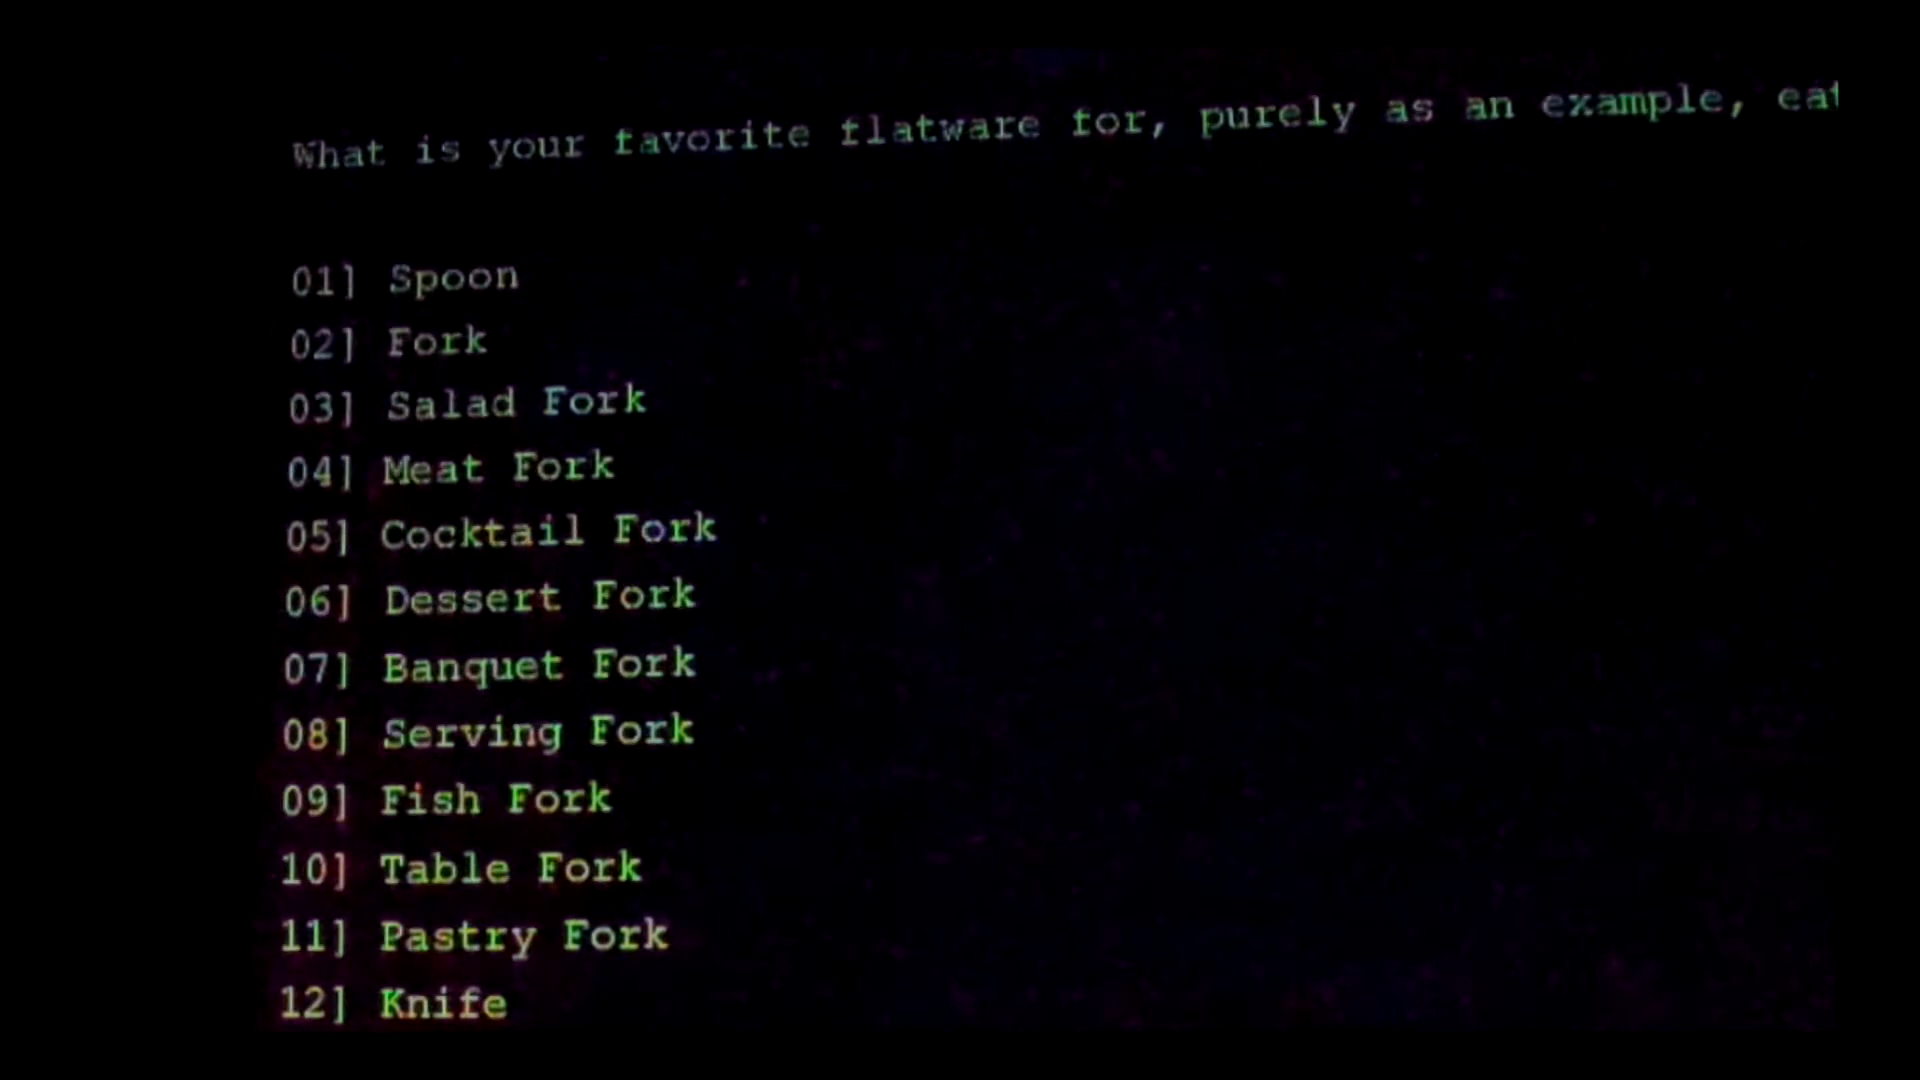 What is your favorite flatware for, purely as an example, eat
01] Spoon
02] Fork
03] Salad Fork
04] Meat Fork
05] Cocktail Fork
06] Dessert Fork
07] Banquet Fork
08] Serving Fork
09] Fish Fork
10] Table Fork
11] Pastry Fork
12] Knife